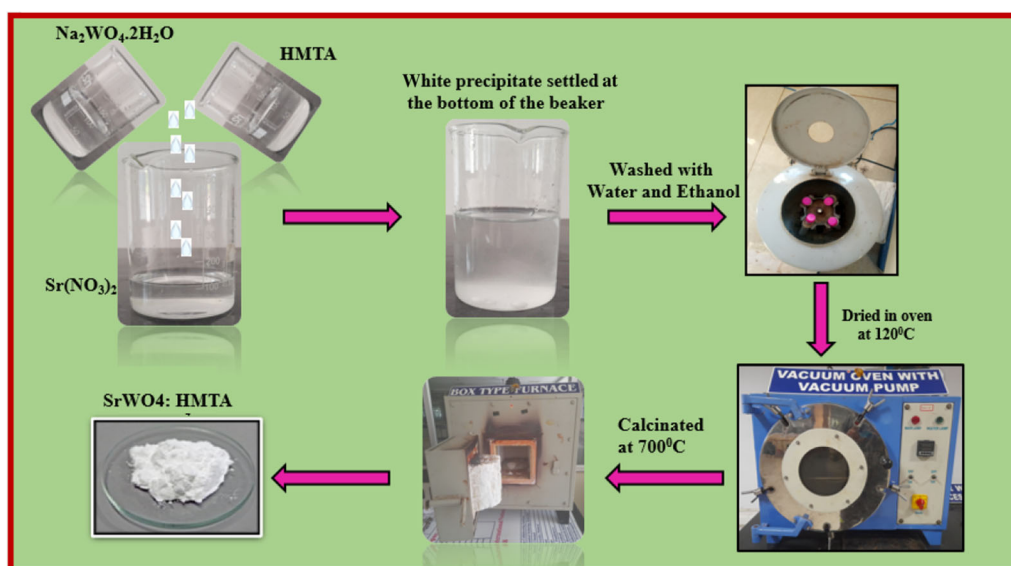 Na₂WO₄.2H₂O
HMTA
Sr(NO₃)₂
White precipitate settled at
the bottom of the beaker
Washed with
Water and Ethanol
Dried in oven
at 120⁰C
VACUUM OVEN WITH
VACUUM PUMP
Calcinated
at 700⁰C
BOX TYPE FURNACE
SrWO4: HMTA